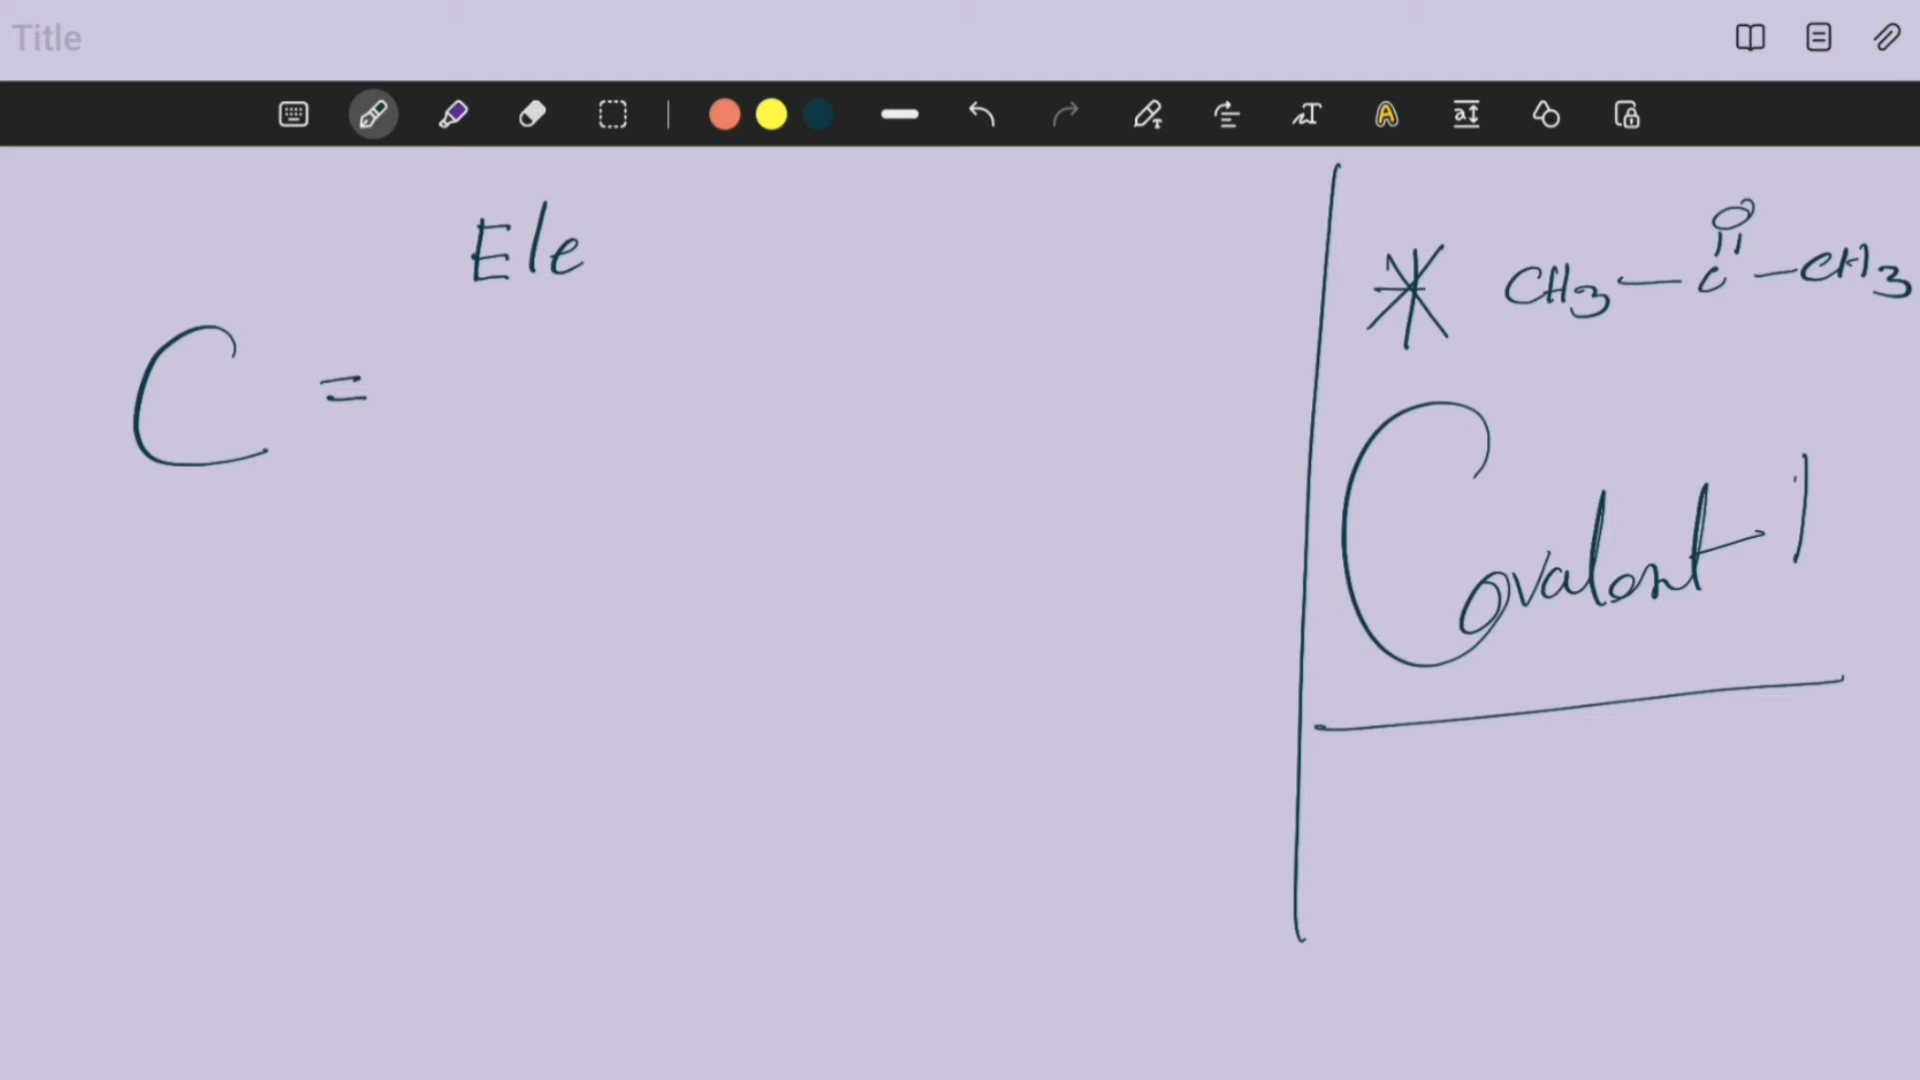 Title
Ele
C =
O
||
CH3 — C — CH3
Covalent